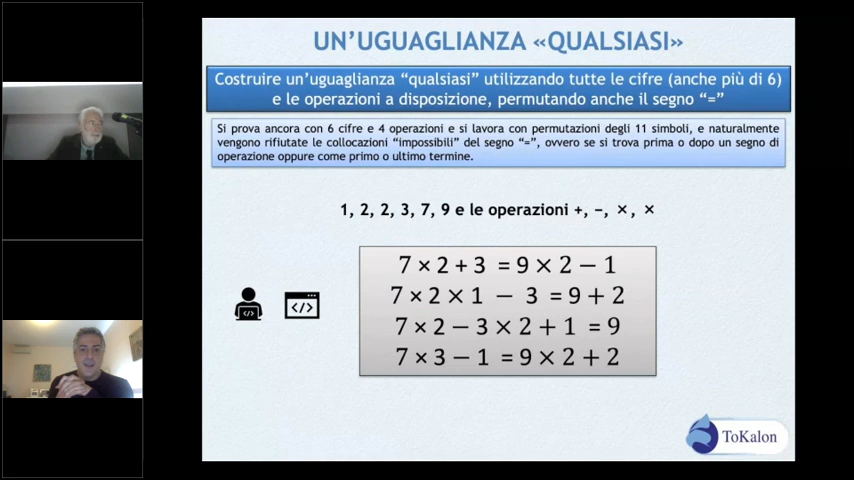 UN'UGUAGLIANZA «QUALSIASI»
Costruire un'uguaglianza “qualsiasi” utilizzando tutte le cifre (anche più di 6)
e le operazioni a disposizione, permutando anche il segno “=”
Si prova ancora con 6 cifre e 4 operazioni e si lavora con permutazioni degli 11 simboli, e naturalmente
vengono rifiutate le collocazioni “impossibili” del segno “=”, ovvero se si trova prima o dopo un segno di
operazione oppure come primo o ultimo termine.
1, 2, 2, 3, 7, 9 e le operazioni +, −, ×, ×
7 × 2 + 3 = 9 × 2 − 1
7 × 2 × 1 − 3 = 9 + 2
7 × 2 − 3 × 2 + 1 = 9
7 × 3 − 1 = 9 × 2 + 2
</>
</>
ToKalon